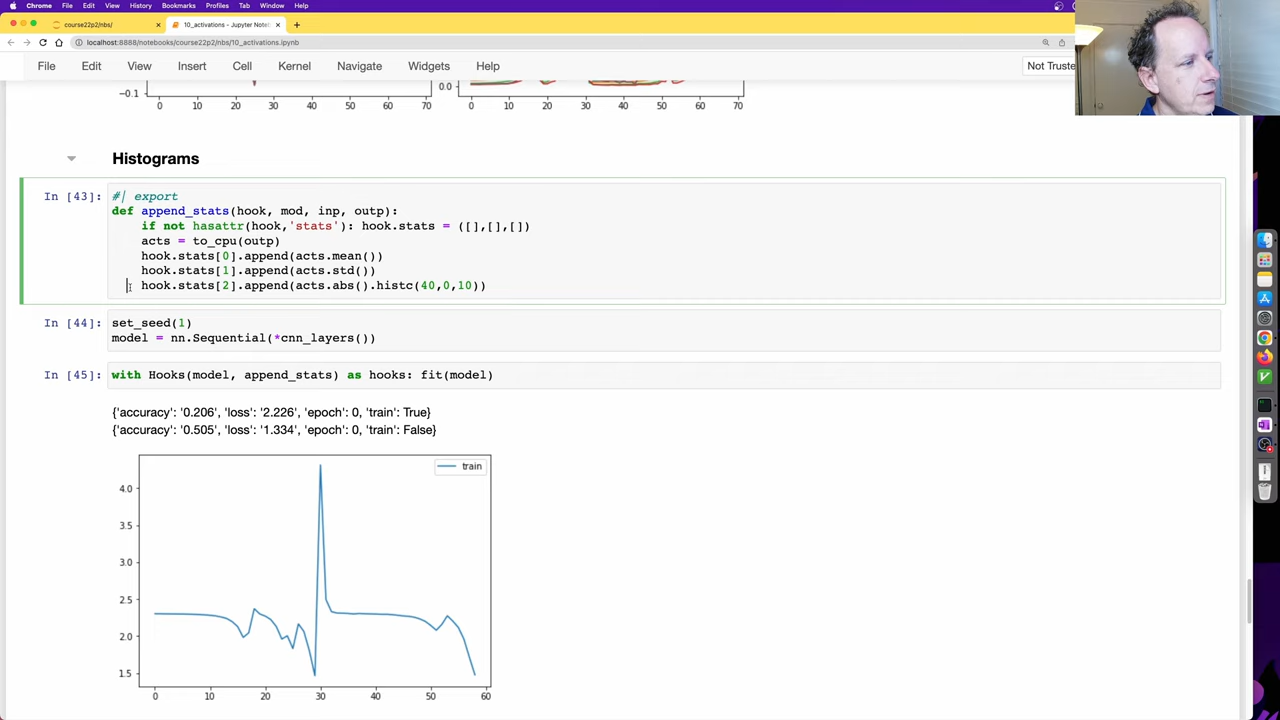 Chrome File Edit View History Bookmarks Profiles Tab Window Help
course22p2/nbs/
10_activations - Jupyter Note
localhost:8888/notebooks/course22p2/nbs/10_activations.ipynb
File Edit View Insert Cell Kernel Navigate Widgets Help
Not Truste
−0.1
0 10 20 30 40 50 60 70
0.0
0 10 20 30 40 50 60 70
Histograms
In [43]:
#| export
def append_stats(hook, mod, inp, outp):
if not hasattr(hook,'stats'): hook.stats = ([],[],[])
acts = to_cpu(outp)
hook.stats[0].append(acts.mean())
hook.stats[1].append(acts.std())
hook.stats[2].append(acts.abs().histc(40,0,10))
In [44]:
set_seed(1)
model = nn.Sequential(*cnn_layers())
In [45]:
with Hooks(model, append_stats) as hooks: fit(model)
{'accuracy': '0.206', 'loss': '2.226', 'epoch': 0, 'train': True}
{'accuracy': '0.505', 'loss': '1.334', 'epoch': 0, 'train': False}
train
4.0
3.5
3.0
2.5
2.0
1.5
0 10 20 30 40 50 60